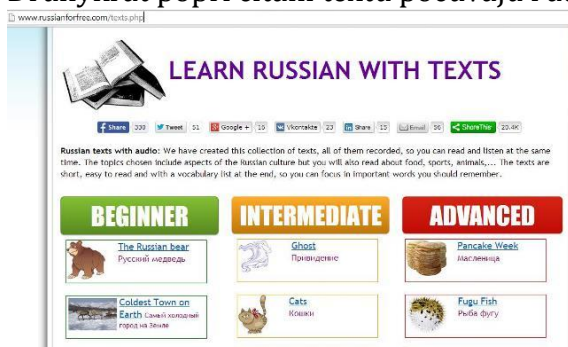 www.russianforfree.com/texts.php
LEARN RUSSIAN WITH TEXTS
Share 330 Tweet 51 Google + 16 Vkontakte 23 Share 15 Email 56 ShareThis 20.4K
Russian texts with audio: We have created this collection of texts, all of them recorded, so you can read and listen at the same
time. The topics chosen include aspects of the Russian culture but you will also read about food, sports, animals,... The texts are
short, easy to read and with a vocabulary list at the end, so you can focus in important words you should remember.
BEGINNER INTERMEDIATE ADVANCED
The Russian bear
Русский медведь
Ghost
Привидение
Pancake Week
Масленица
Coldest Town on
Earth Самый холодный
город на Земле
Cats
Кошки
Fugu Fish
Рыба фугу